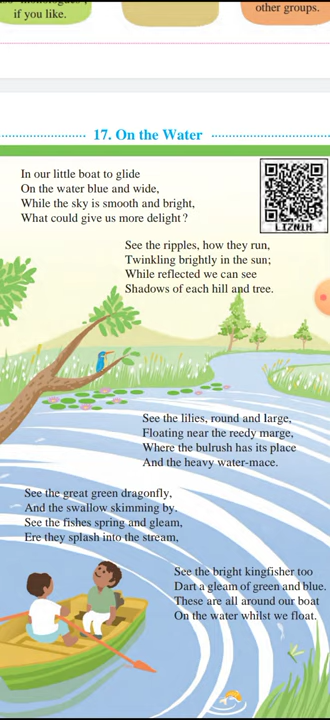 if you like.
other groups.
17. On the Water
In our little boat to glide
On the water blue and wide,
While the sky is smooth and bright,
What could give us more delight?
LIZN1H
See the ripples, how they run,
Twinkling brightly in the sun;
While reflected we can see
Shadows of each hill and tree.
See the lilies, round and large,
Floating near the reedy marge,
Where the bulrush has its place
And the heavy water-mace.
See the great green dragonfly,
And the swallow skimming by.
See the fishes spring and gleam,
Ere they splash into the stream,
See the bright kingfisher too
Dart a gleam of green and blue.
These are all around our boat
On the water whilst we float.